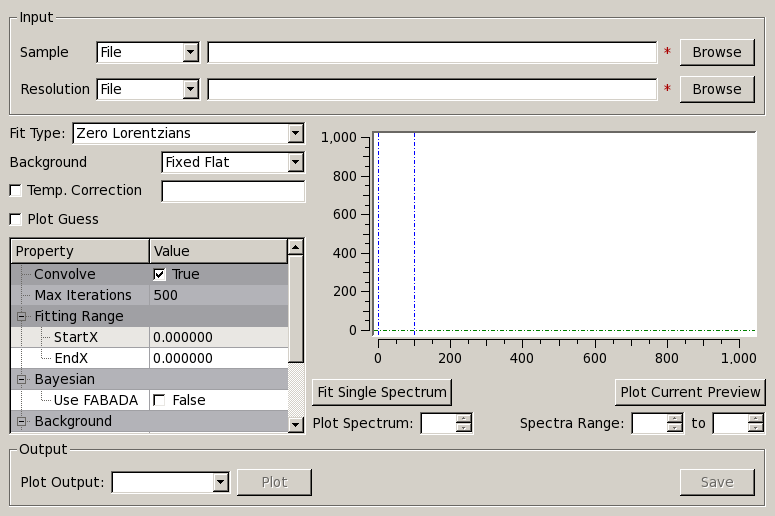 Input
Sample File * Browse
Resolution File * Browse
Fit Type: Zero Lorentzians
Background Fixed Flat
Temp. Correction
Plot Guess
Property Value
Convolve True
Max Iterations 500
Fitting Range
StartX 0.000000
EndX 0.000000
Bayesian
Use FABADA False
Background
1,000
800
600
400
200
0
0 200 400 600 800 1,000
Fit Single Spectrum Plot Current Preview
Plot Spectrum: Spectra Range: to
Output
Plot Output: Plot Save